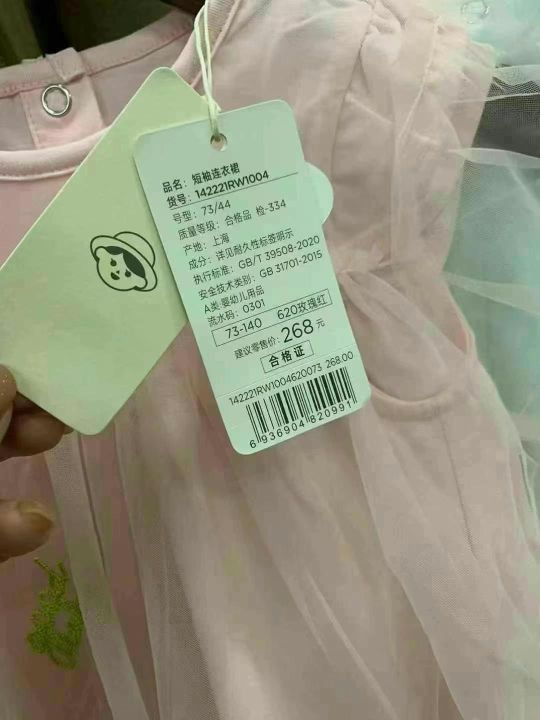 品名：短袖连衣裙
货号：142221RW1004
号型：73/44
质量等级：合格品 检-334
产地：上海
成分：详见耐久性标签明示
执行标准：GB/T 39508-2020
安全技术类别：GB 31701-2015
A类:婴幼儿用品
流水码：0301
73-140 620玫瑰红
建议零售价：268元
合格证
142221RW1004620073 268.00
6 936904 820991